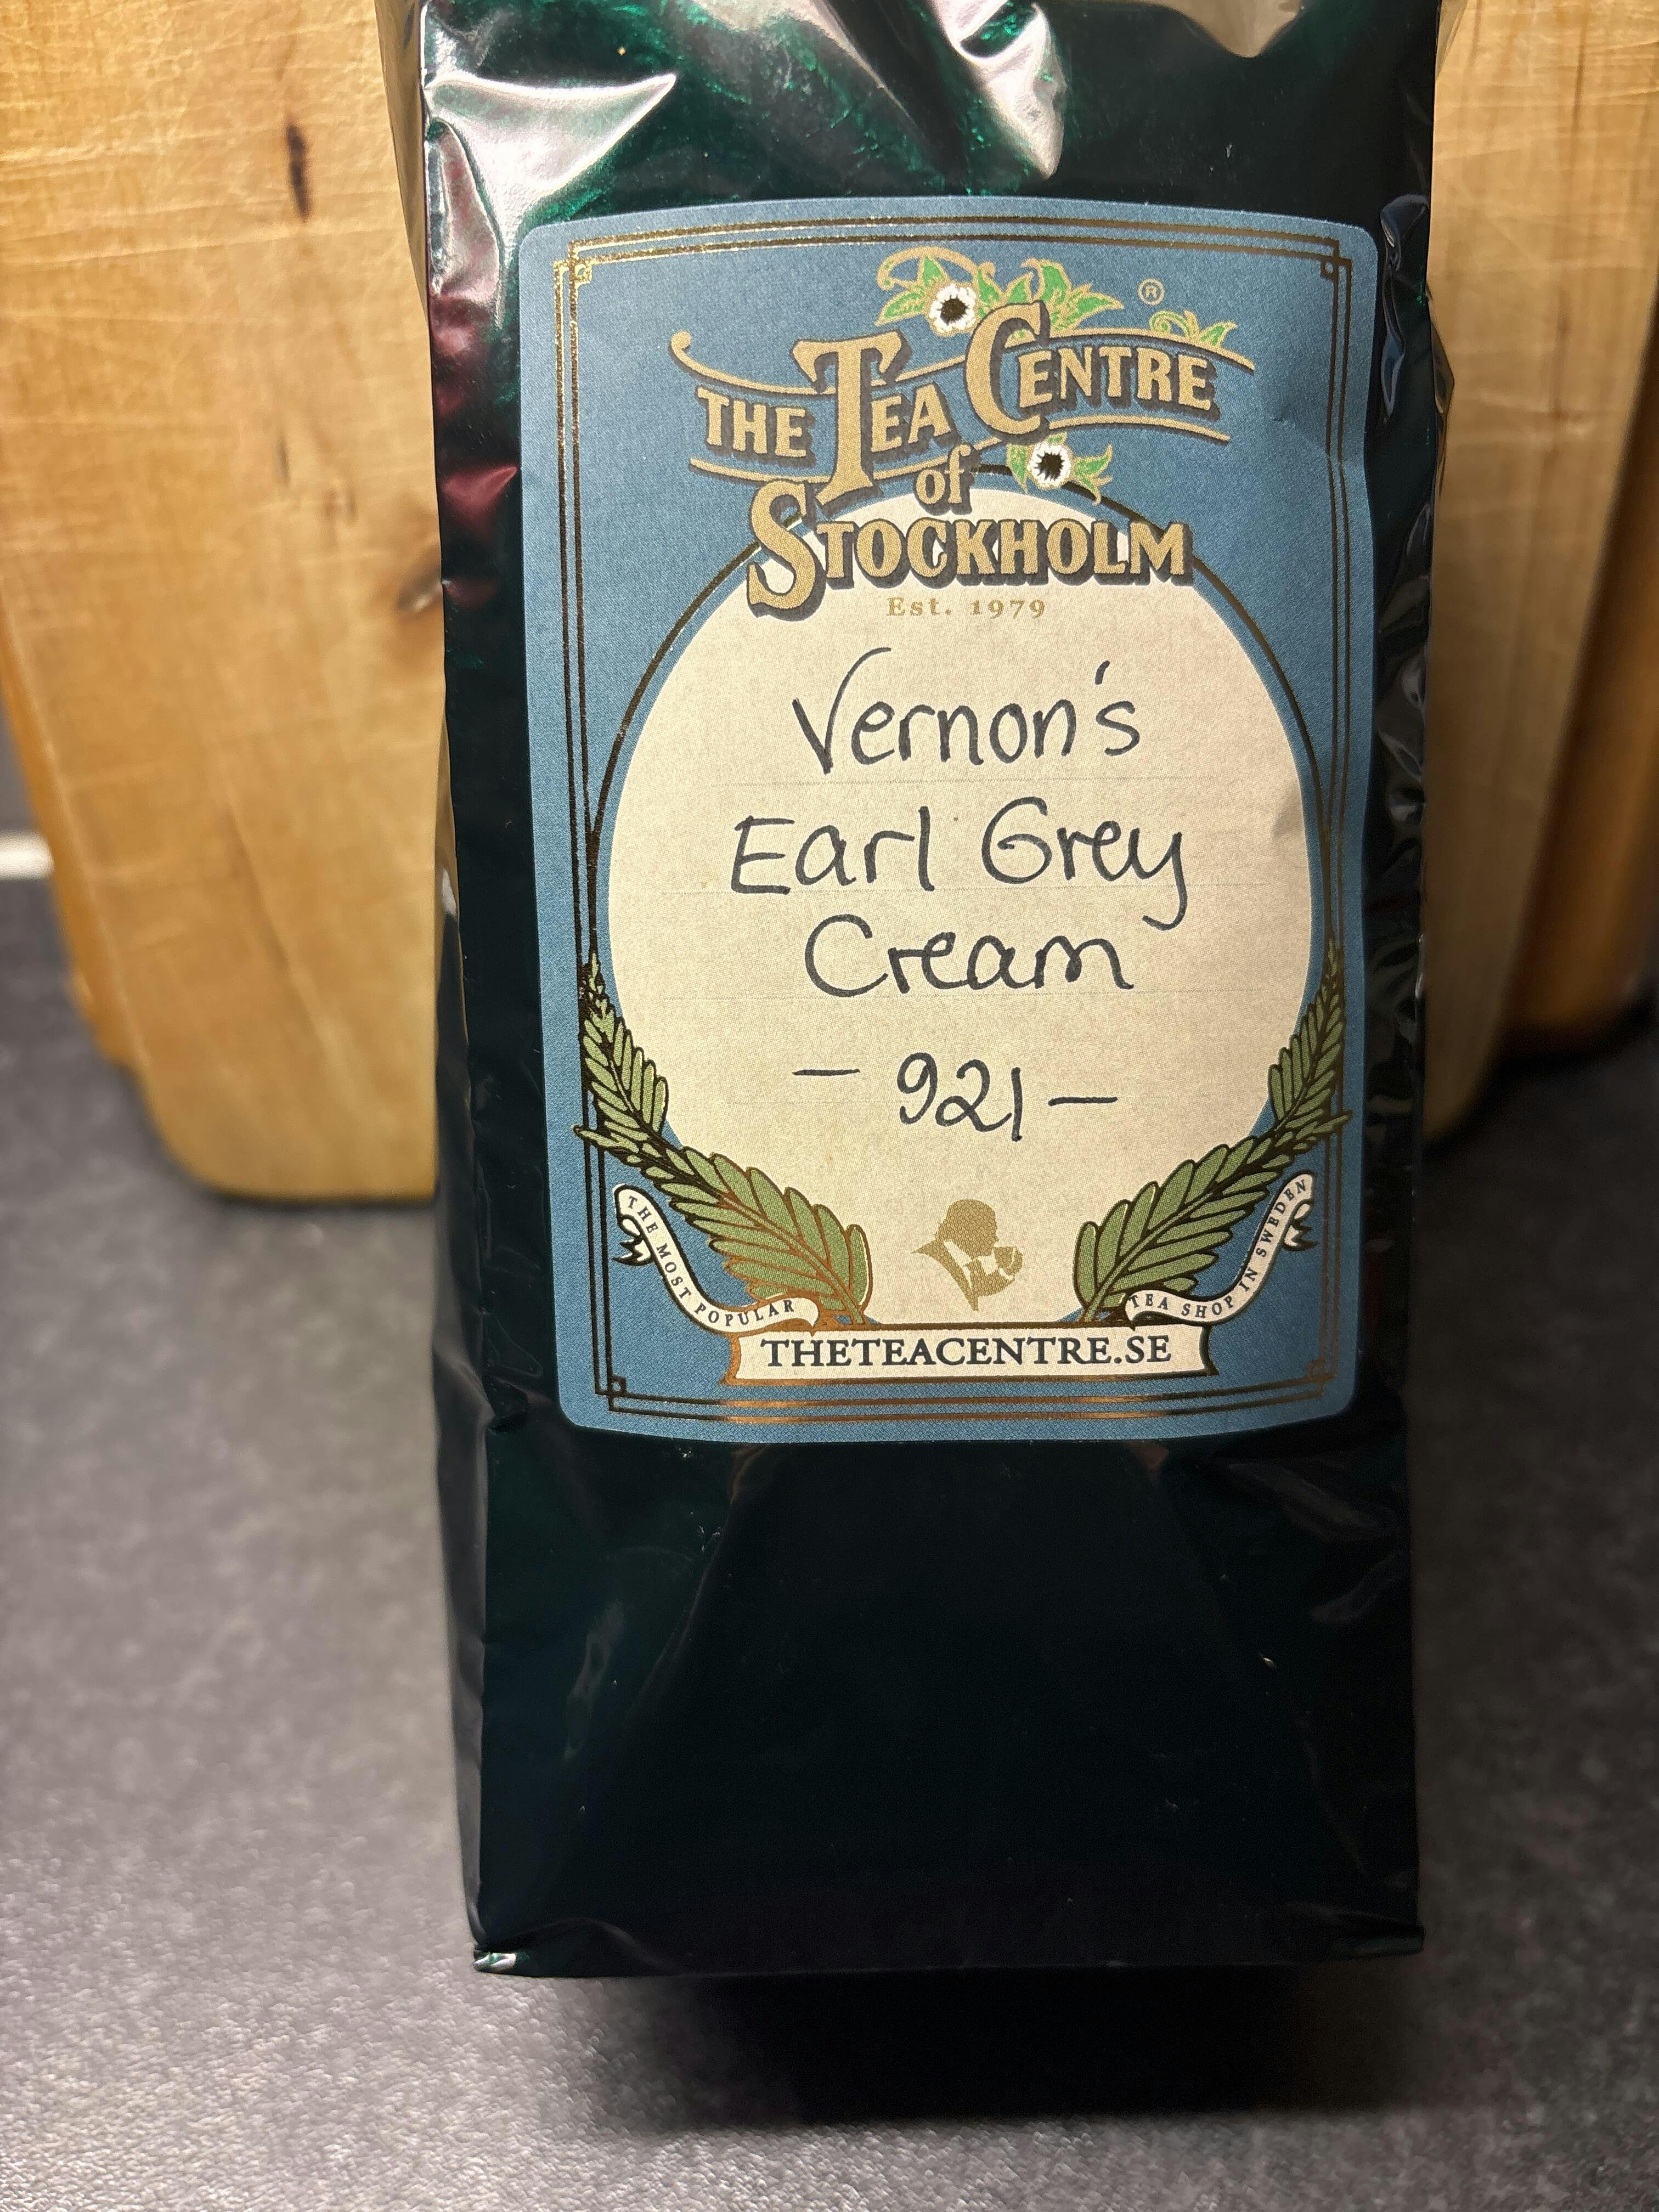 ®
THE TEA CENTRE
of
STOCKHOLM
Est. 1979
Vernon's
Earl Grey
Cream
- 921 -
THE MOST POPULAR
TEA SHOP IN SWEDEN
THETEACENTRE.SE